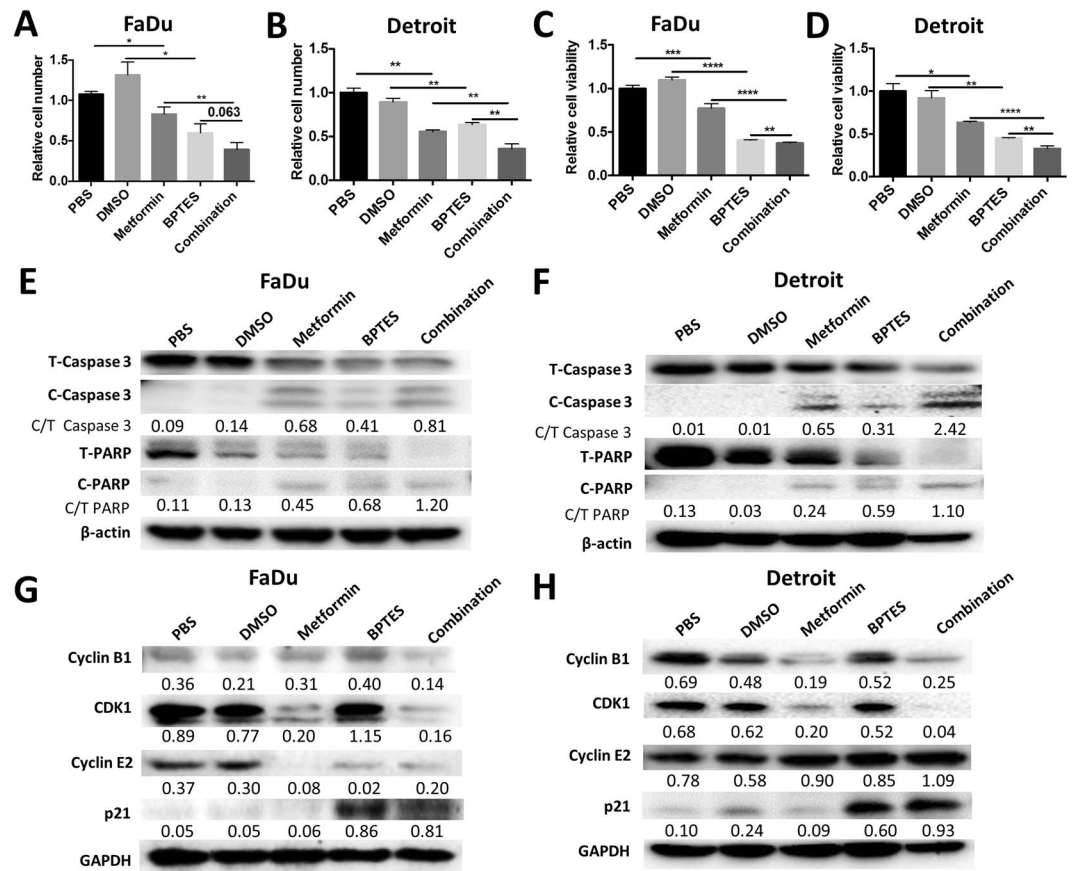 A
FaDu
Relative cell number
1.5
1.0
0.5
0.0
*
*
**
0.063
PBS
DMSO
Metformin
BPTES
Combination
B
Detroit
Relative cell number
1.5
1.0
0.5
0.0
**
**
**
**
PBS
DMSO
Metformin
BPTES
Combination
C
FaDu
Relative cell viability
1.5
1.0
0.5
0.0
***
****
****
**
PBS
DMSO
Metformin
BPTES
Combination
D
Detroit
Relative cell viability
1.5
1.0
0.5
0.0
*
**
****
**
PBS
DMSO
Metformin
BPTES
Combination
E
FaDu
PBS DMSO Metformin BPTES Combination
T-Caspase 3
C-Caspase 3
C/T Caspase 3 0.09 0.14 0.68 0.41 0.81
T-PARP
C-PARP
C/T PARP 0.11 0.13 0.45 0.68 1.20
β-actin
F
Detroit
PBS DMSO Metformin BPTES Combination
T-Caspase 3
C-Caspase 3
C/T Caspase 3 0.01 0.01 0.65 0.31 2.42
T-PARP
C-PARP
C/T PARP 0.13 0.03 0.24 0.59 1.10
β-actin
G
FaDu
PBS DMSO Metformin BPTES Combination
Cyclin B1
0.36 0.21 0.31 0.40 0.14
CDK1
0.89 0.77 0.20 1.15 0.16
Cyclin E2
0.37 0.30 0.08 0.02 0.20
p21
0.05 0.05 0.06 0.86 0.81
GAPDH
H
Detroit
PBS DMSO Metformin BPTES Combination
Cyclin B1
0.69 0.48 0.19 0.52 0.25
CDK1
0.68 0.62 0.20 0.52 0.04
Cyclin E2
0.78 0.58 0.90 0.85 1.09
p21
0.10 0.24 0.09 0.60 0.93
GAPDH